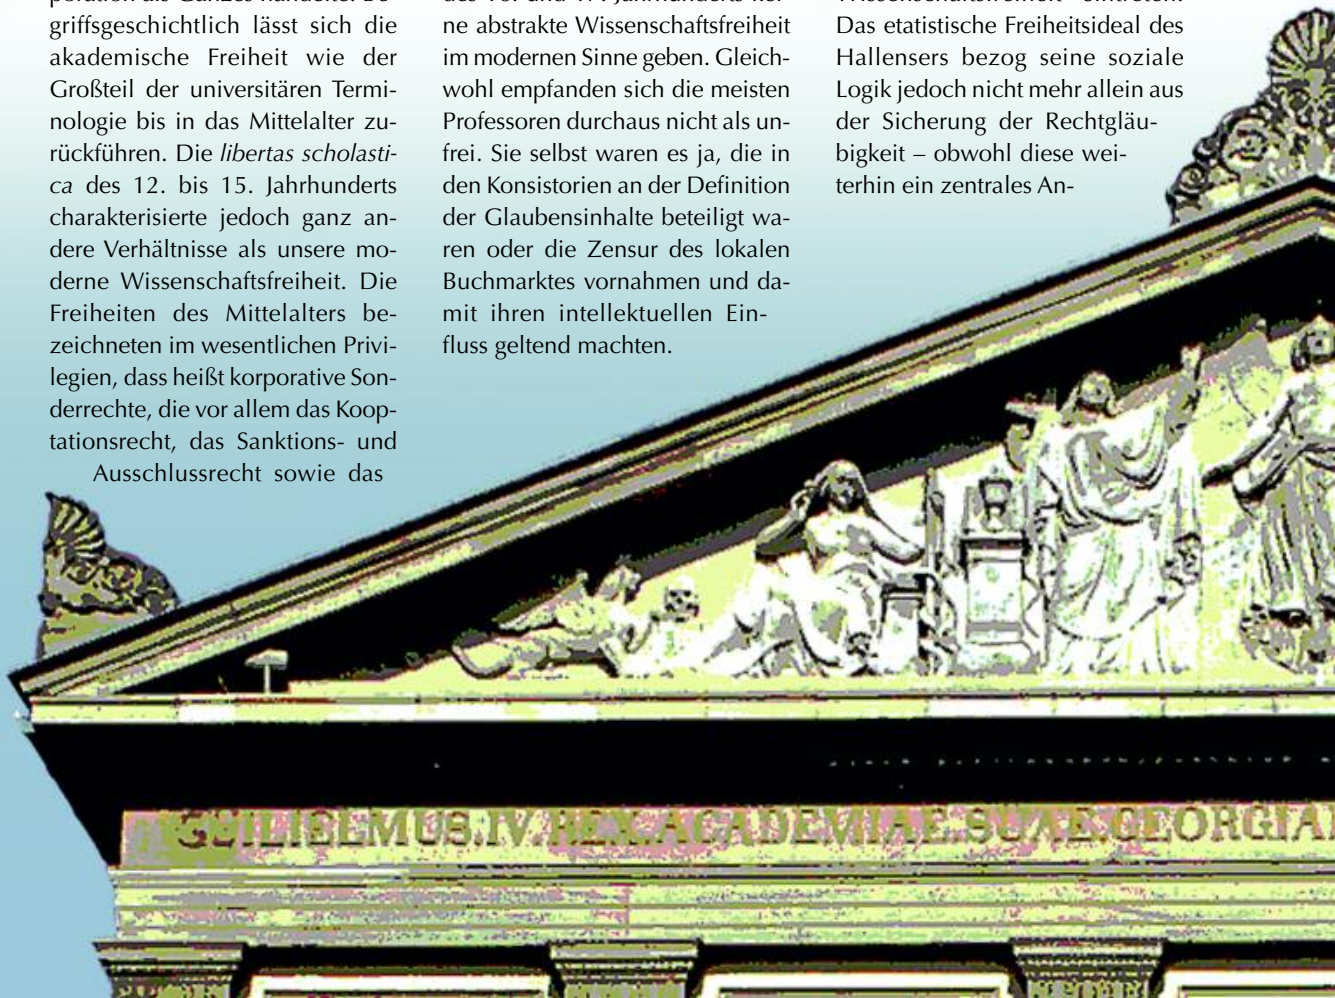 griffsgeschichtlich lässt sich die
akademische Freiheit wie der
Großteil der universitären Termi-
nologie bis in das Mittelalter zu-
rückführen. Die libertas scholasti-
ca des 12. bis 15. Jahrhunderts
charakterisierte jedoch ganz an-
dere Verhältnisse als unsere mo-
derne Wissenschaftsfreiheit. Die
Freiheiten des Mittelalters be-
zeichneten im wesentlichen Privi-
legien, dass heißt korporative Son-
derrechte, die vor allem das Koop-
tationsrecht, das Sanktions- und
Ausschlussrecht sowie das
ne abstrakte Wissenschaftsfreiheit
im modernen Sinne geben. Gleich-
wohl empfanden sich die meisten
Professoren durchaus nicht als un-
frei. Sie selbst waren es ja, die in
den Konsistorien an der Definition
der Glaubensinhalte beteiligt wa-
ren oder die Zensur des lokalen
Buchmarktes vornahmen und da-
mit ihren intellektuellen Ein-
fluss geltend machten.
Das etatistische Freiheitsideal des
Hallensers bezog seine soziale
Logik jedoch nicht mehr allein aus
der Sicherung der Rechtgläu-
bigkeit – obwohl diese wei-
terhin ein zentrales An-
GUILIELMUS.IV.REX.ACADEMIAE.SUAE.GEORGIA